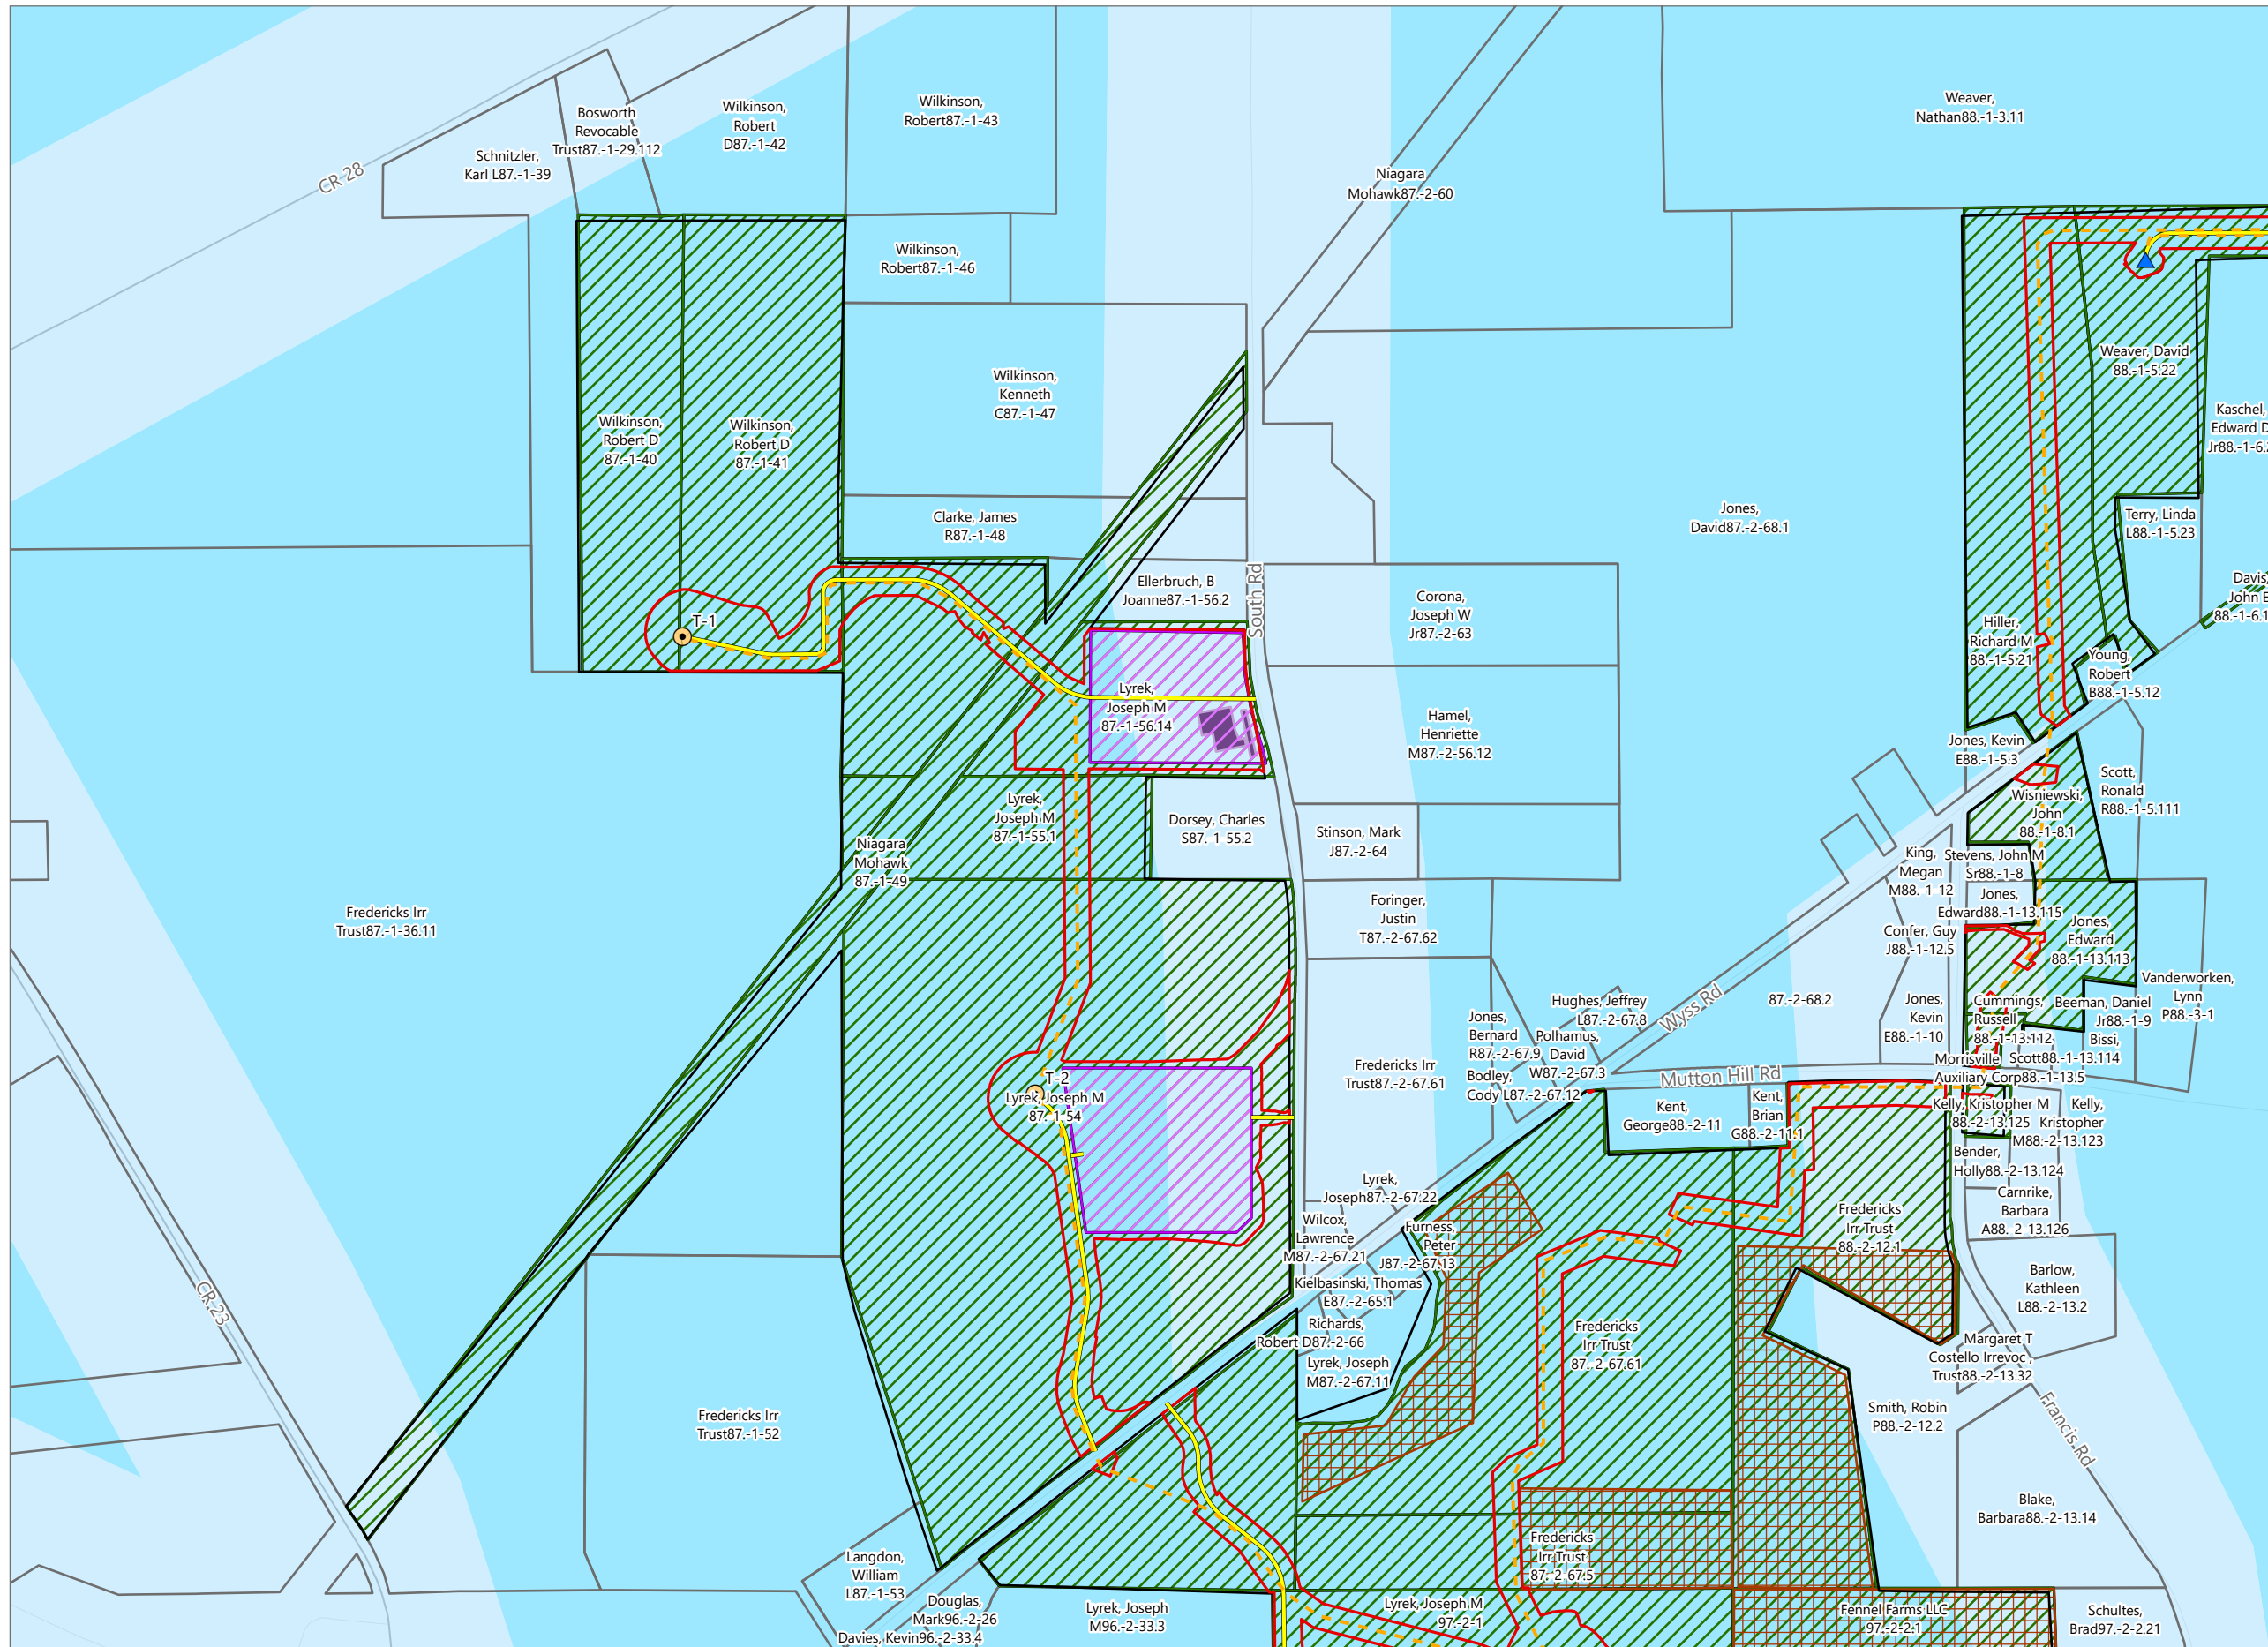 CR 28
Schnitzler,
Karl L87.-1-39
Bosworth
Revocable
Trust87.-1-29.112
Wilkinson,
Robert
D87.-1-42
Wilkinson,
Robert87.-1-43
Niagara
Mohawk87.-2-60
Weaver,
Nathan88.-1-3.11
Wilkinson,
Robert87.-1-46
Wilkinson,
Kenneth
C87.-1-47
Wilkinson,
Robert D
87.-1-40
Wilkinson,
Robert D
87.-1-41
Weaver, David
88.-1-5.22
Kaschel,
Edward D
Jr88.-1-6.
Clarke, James
R87.-1-48
Jones,
David87.-2-68.1
Terry, Linda
L88.-1-5.23
Ellerbruch, B
Joanne87.-1-56.2
South Rd
Corona,
Joseph W
Jr87.-2-63
Davis,
John E
88.-1-6.1
T-1
Hiller,
Richard M
88.-1-5.21
Young,
Robert
B88.-1-5.12
Lyrek,
Joseph M
87.-1-56.14
Hamel,
Henriette
M87.-2-56.12
Jones, Kevin
E88.-1-5.3
Scott,
Ronald
R88.-1-5.111
Wisniewski,
John
88.-1-8.1
Lyrek,
Joseph M
87.-1-55.1
Dorsey, Charles
S87.-1-55.2
Stinson, Mark
J87.-2-64
Niagara
Mohawk
87.-1-49
King,
Megan
M88.-1-12
Stevens, John M
Sr88.-1-8
Jones,
Edward88.-1-13.115
Fredericks Irr
Trust87.-1-36.11
Foringer,
Justin
T87.-2-67.62
Confer, Guy
J88.-1-12.5
Jones,
Edward
88.-1-13.113
Vanderworken,
Lynn
P88.-3-1
Hughes, Jeffrey
L87.-2-67.8
Wyss Rd
87.-2-68.2
Jones,
Kevin
E88.-1-10
Cummings,
Russell
88.-1-13.112
Beeman, Daniel
Jr88.-1-9
Bissi,
Scott88.-1-13.114
Jones,
Bernard
R87.-2-67.9
Polhamus,
David
W87.-2-67.3
Fredericks Irr
Trust87.-2-67.61
Bodley,
Cody L87.-2-67.12
Mutton Hill Rd
Morrisville
Auxiliary Corp88.-1-13.5
T-2
Lyrek, Joseph M
87.-1-54
Kent,
George88.-2-11
Kent,
Brian
G88.-2-11.1
Kelly, Kristopher M
88.-2-13.125
Kelly,
Kristopher
M88.-2-13.123
Bender,
Holly88.-2-13.124
Lyrek,
Joseph87.-2-67.22
Carnrike,
Barbara
A88.-2-13.126
Wilcox,
Lawrence
M87.-2-67.21
Furness,
Peter
J87.-2-67.13
Fredericks
Irr Trust
88.-2-12.1
Kielbasinski, Thomas
E87.-2-65.1
Barlow,
Kathleen
L88.-2-13.2
CR 23
Richards,
Robert D87.-2-66
Fredericks
Irr Trust
87.-2-67.61
Margaret T
Costello Irrevoc ,
Trust88.-2-13.32
Lyrek, Joseph
M87.-2-67.11
Fredericks Irr
Trust87.-1-52
Smith, Robin
P88.-2-12.2
Francis Rd
Blake,
Barbara88.-2-13.14
Langdon,
William
L87.-1-53
Fredericks
Irr Trust
87.-2-67.5
Douglas,
Mark96.-2-26
Davies, Kevin96.-2-33.4
Lyrek, Joseph
M96.-2-33.3
Lyrek, Joseph M
97.-2-1
Fennel Farms LLC
97.-2-2.1
Schultes,
Brad97.-2-2.21